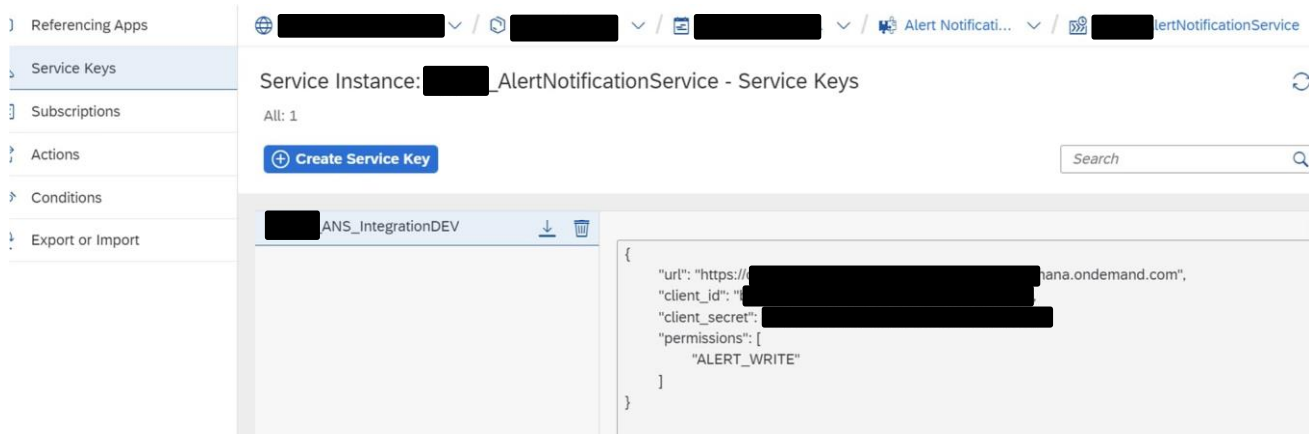 Referencing Apps
Service Keys
Subscriptions
Actions
Conditions
Export or Import
/ / / Alert Notificati... / lertNotificationService
Service Instance: _AlertNotificationService - Service Keys
All: 1
Create Service Key
Search
ANS_IntegrationDEV
{
"url": "https:// hana.ondemand.com",
"client_id": "
"client_secret":
"permissions": [
"ALERT_WRITE"
]
}